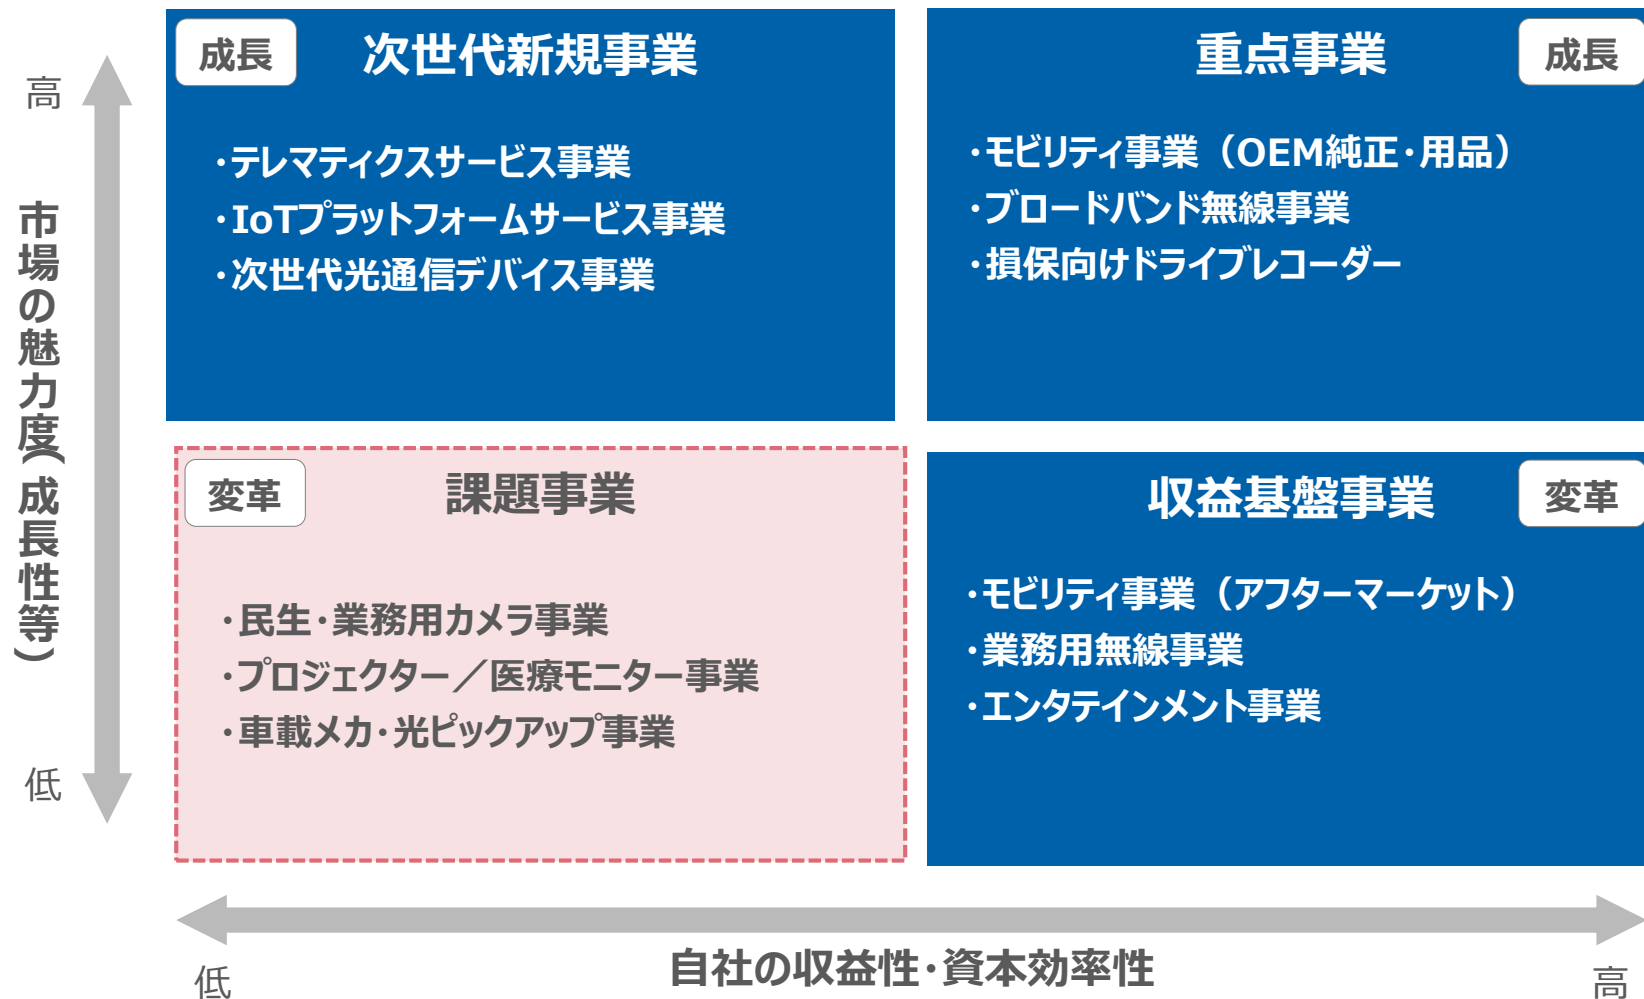 高
市場の魅力度(成長性等)
低
成長
次世代新規事業
・テレマティクスサービス事業
・IoTプラットフォームサービス事業
・次世代光通信デバイス事業
重点事業
成長
・モビリティ事業（OEM純正・用品）
・ブロードバンド無線事業
・損保向けドライブレコーダー
変革
課題事業
・民生・業務用カメラ事業
・プロジェクター／医療モニター事業
・車載メカ・光ピックアップ事業
収益基盤事業
変革
・モビリティ事業（アフターマーケット）
・業務用無線事業
・エンタテインメント事業
低
自社の収益性・資本効率性
高